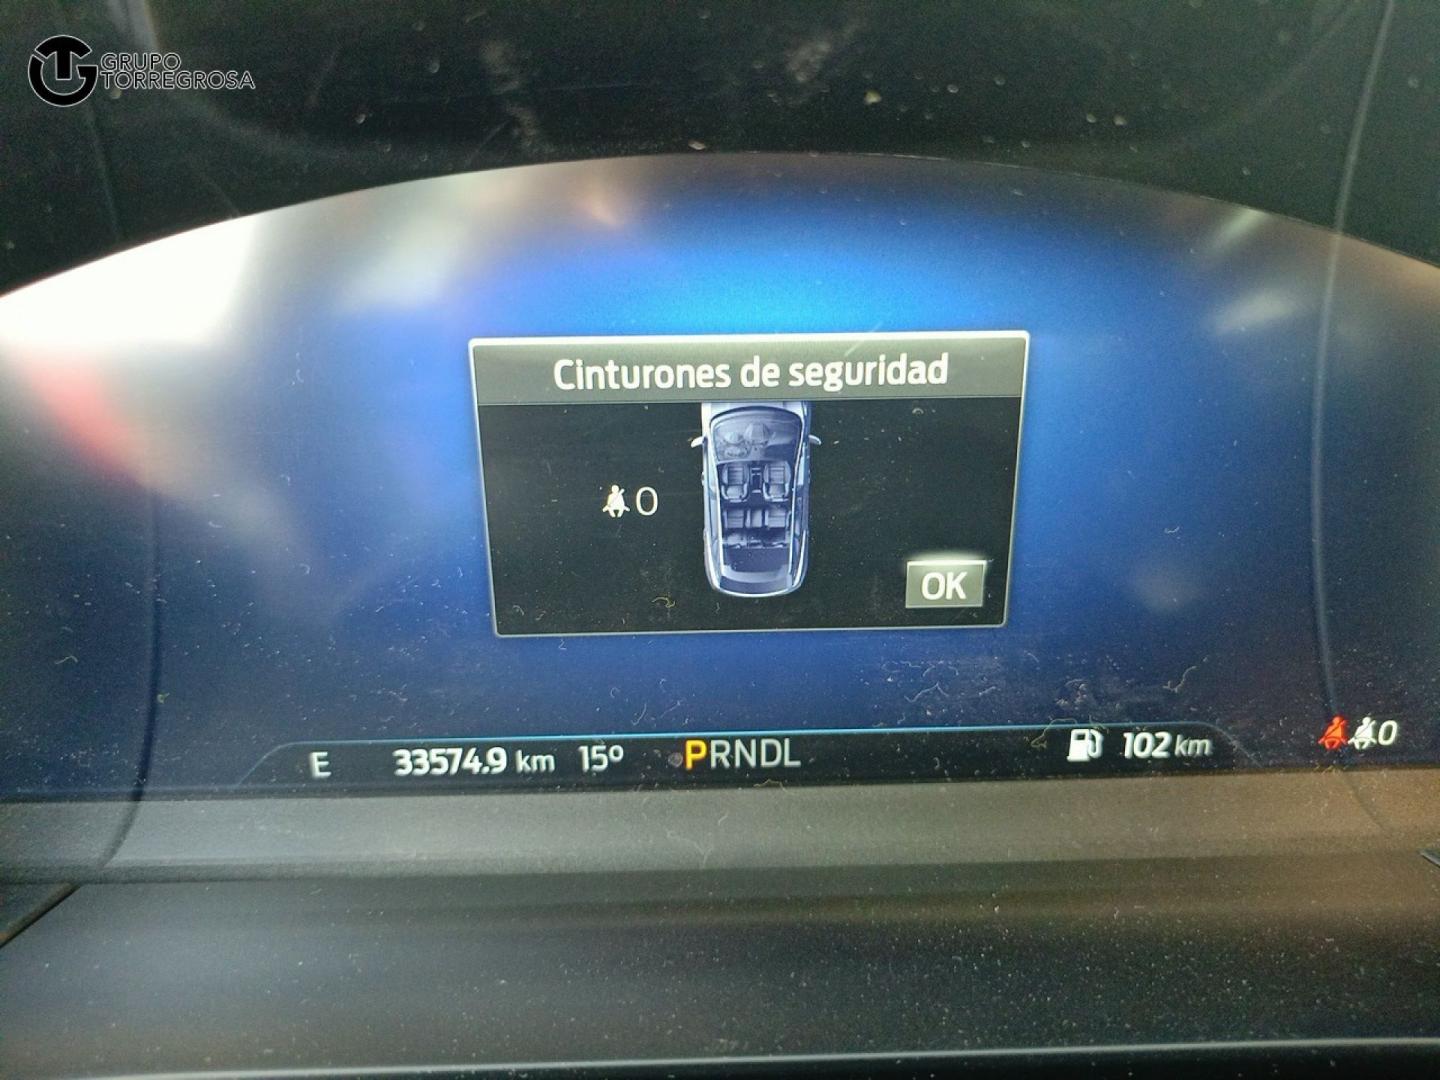 GRUPO
TORREGROSA
Cinturones de seguridad
0
OK
E 33574.9 km 15º PRNDL 102 km 0